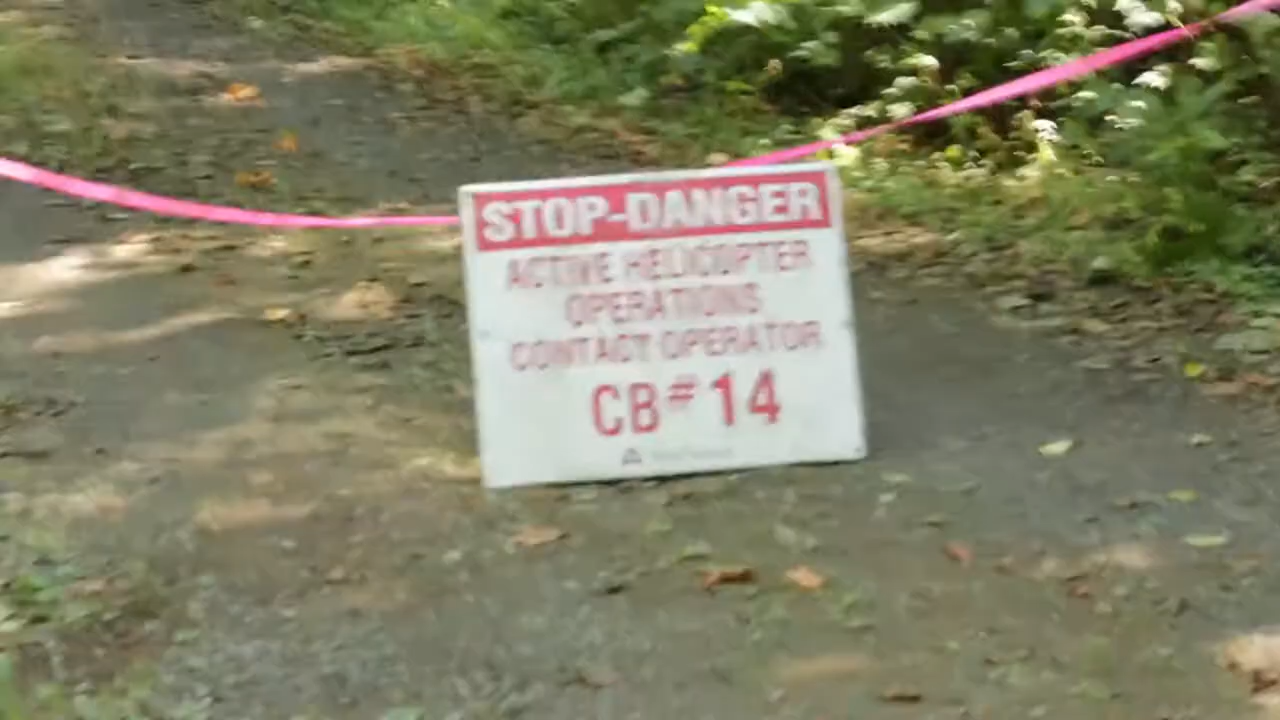 STOP-DANGER
ACTIVE HELICOPTER
OPERATIONS
CONTACT OPERATOR
CB# 14